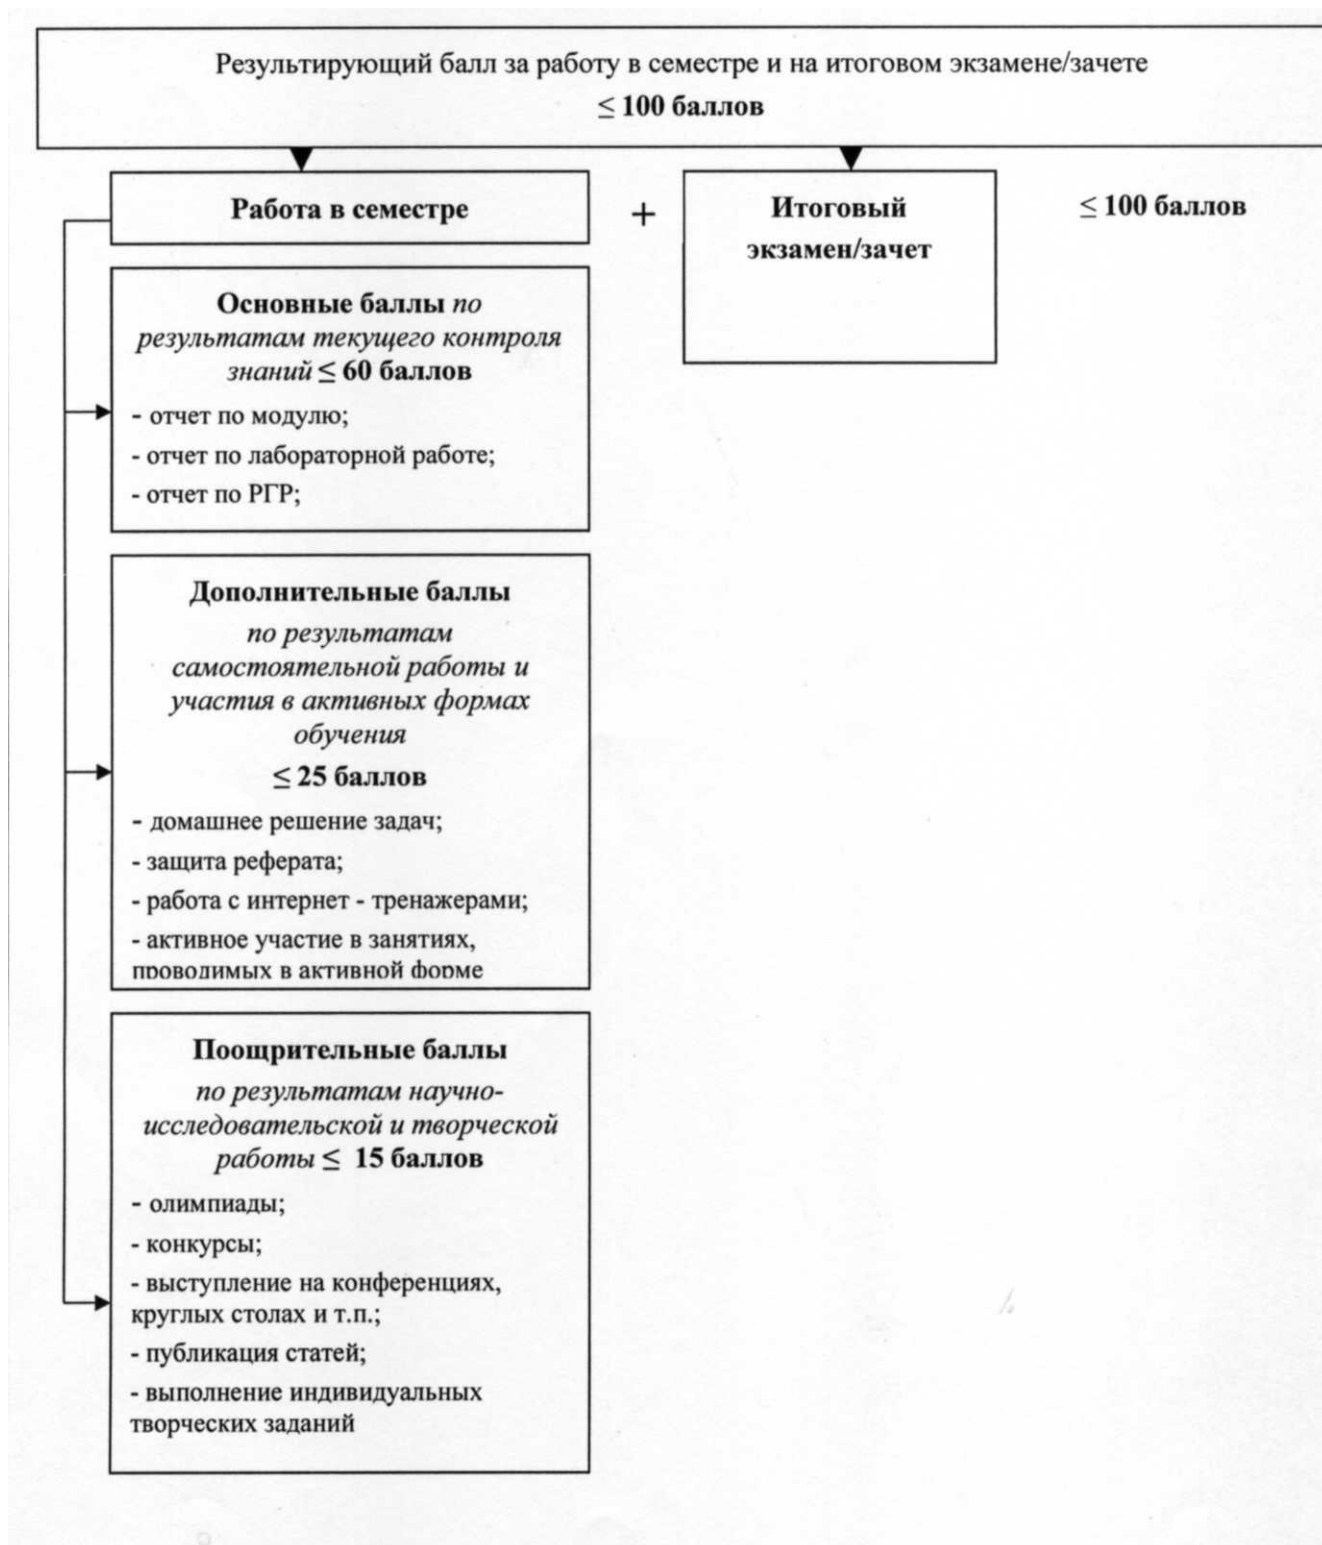 Результирующий балл за работу в семестре и на итоговом экзамене/зачете
≤ 100 баллов
Работа в семестре
+
Итоговый
экзамен/зачет
≤ 100 баллов
Основные баллы по
результатам текущего контроля
знаний ≤ 60 баллов
- отчет по модулю;
- отчет по лабораторной работе;
- отчет по РГР;
Дополнительные баллы
по результатам
самостоятельной работы и
участия в активных формах
обучения
≤ 25 баллов
- домашнее решение задач;
- защита реферата;
- работа с интернет - тренажерами;
- активное участие в занятиях,
проводимых в активной форме
Поощрительные баллы
по результатам научно-
исследовательской и творческой
работы ≤ 15 баллов
- олимпиады;
- конкурсы;
- выступление на конференциях,
круглых столах и т.п.;
- публикация статей;
- выполнение индивидуальных
творческих заданий